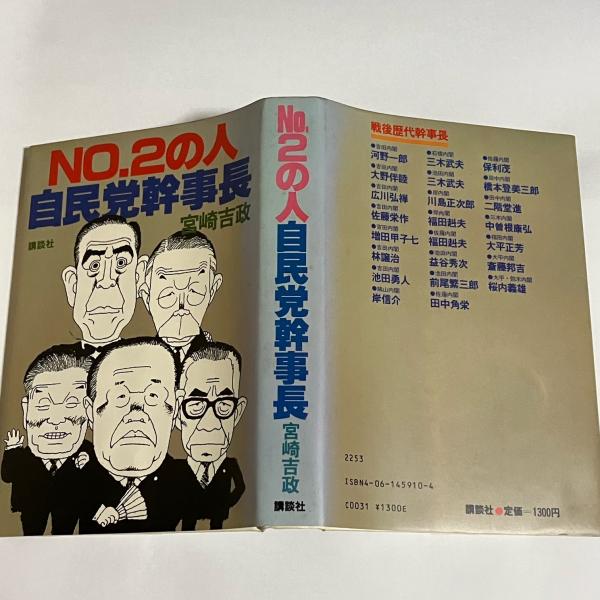 NO.2の人
自民党幹事長
宮崎吉政
講談社
No.2の人 自民党幹事長
宮崎吉政
講談社
戦後歴代幹事長
●吉田内閣
河野一郎
●吉田内閣
大野伴睦
●吉田内閣
広川弘禅
●吉田内閣
佐藤栄作
●吉田内閣
増田甲子七
●吉田内閣
林譲治
●吉田内閣
池田勇人
●鳩山内閣
岸信介
●石橋内閣
三木武夫
●池田内閣
三木武夫
●岸内閣
川島正次郎
●岸内閣
福田赳夫
●佐藤内閣
福田赳夫
●池田内閣
益谷秀次
●池田内閣
前尾繁三郎
●佐藤内閣
田中角栄
●佐藤内閣
保利茂
●田中内閣
橋本登美三郎
●田中内閣
二階堂進
●三木内閣
中曽根康弘
●福田内閣
大平正芳
●大平内閣
斎藤邦吉
●大平・鈴木内閣
桜内義雄
2253
ISBN4-06-145910-4
C0031 ¥1300E
講談社●定価―1300円